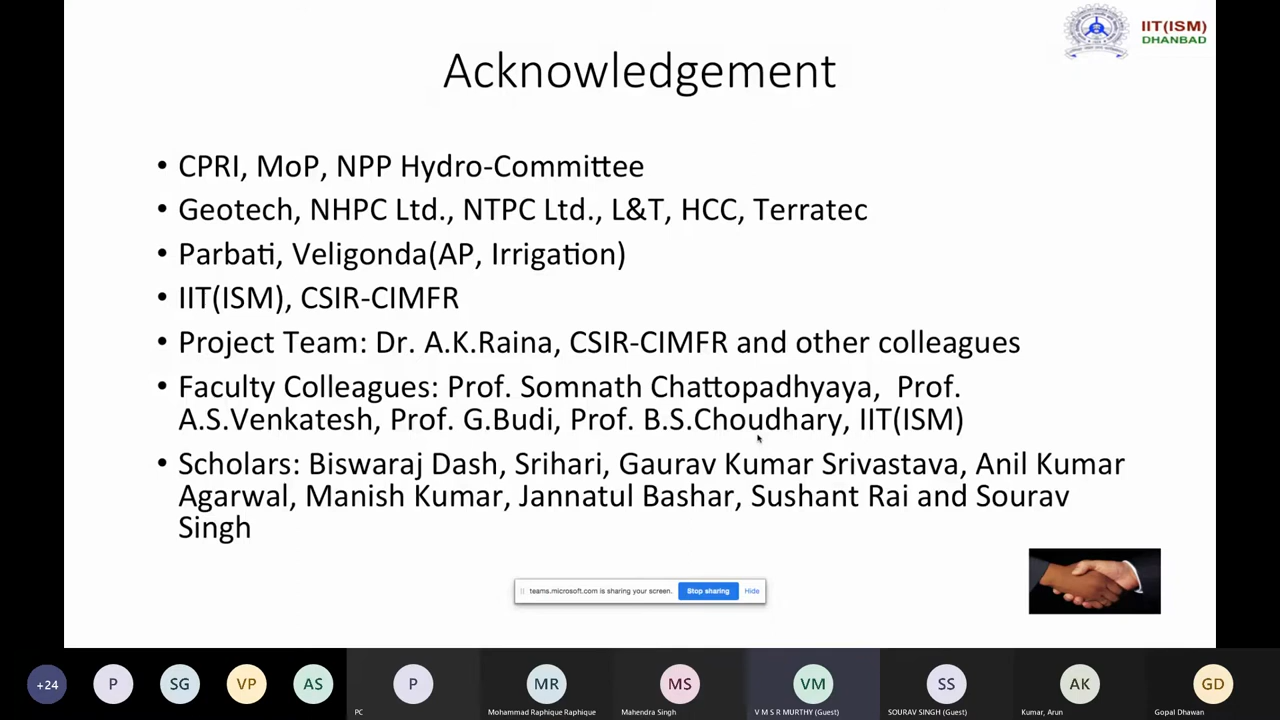 IIT(ISM)
DHANBAD
Acknowledgement
• CPRI, MoP, NPP Hydro-Committee
• Geotech, NHPC Ltd., NTPC Ltd., L&T, HCC, Terratec
• Parbati, Veligonda(AP, Irrigation)
• IIT(ISM), CSIR-CIMFR
• Project Team: Dr. A.K.Raina, CSIR-CIMFR and other colleagues
• Faculty Colleagues: Prof. Somnath Chattopadhyaya, Prof.
A.S.Venkatesh, Prof. G.Budi, Prof. B.S.Choudhary, IIT(ISM)
• Scholars: Biswaraj Dash, Srihari, Gaurav Kumar Srivastava, Anil Kumar
Agarwal, Manish Kumar, Jannatul Bashar, Sushant Rai and Sourav
Singh
teams.microsoft.com is sharing your screen. Stop sharing Hide
+24 P SG VP AS P MR MS VM SS AK GD
PC Mohammad Raphique Raphique Mahendra Singh V M S R MURTHY (Guest) SOURAV SINGH (Guest) Kumar, Arun Gopal Dhawan